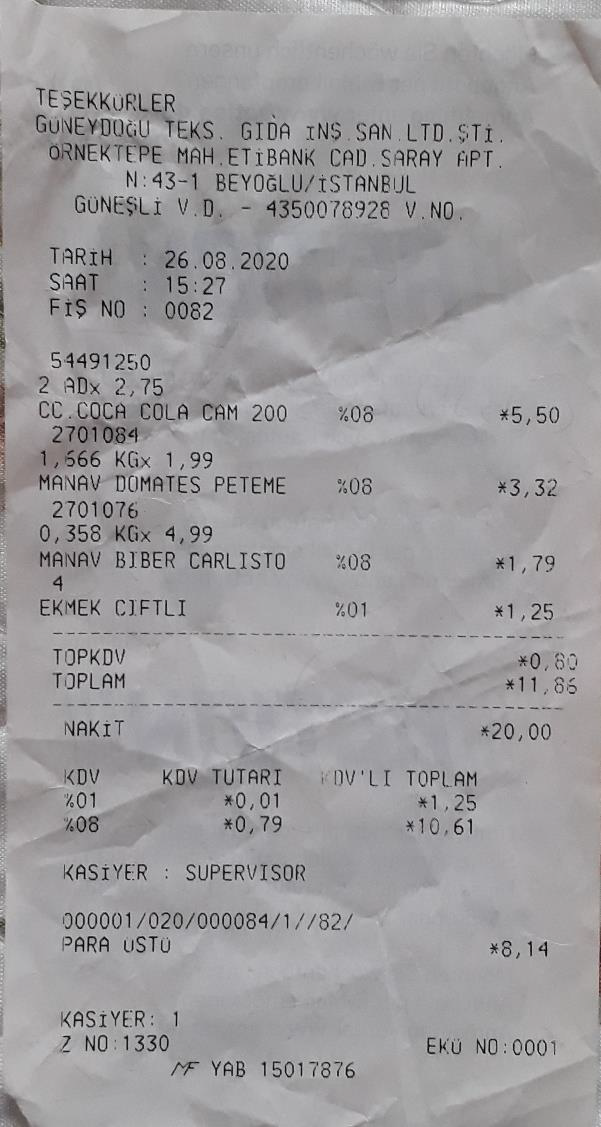 TEŞEKKÜRLER
GÜNEYDOĞU TEKS. GIDA İNŞ.SAN.LTD.ŞTİ.
ÖRNEKTEPE MAH.ETİBANK CAD.SARAY APT.
N:43-1 BEYOĞLU/İSTANBUL
GÜNEŞLİ V.D. - 4350078928 V.NO.
TARİH : 26.08.2020
SAAT : 15:27
FİŞ NO : 0082
54491250
2 ADx 2,75
CC.COCA COLA CAM 200 %08 *5,50
2701084
1,666 KGx 1,99
MANAV DOMATES PETEME %08 *3,32
2701076
0,358 KGx 4,99
MANAV BIBER CARLISTO %08 *1,79
4
EKMEK CIFTLI %01 *1,25
TOPKDV *0,80
TOPLAM *11,86
NAKİT *20,00
KDV KDV TUTARI KDV'LI TOPLAM
%01 *0,01 *1,25
%08 *0,79 *10,61
KASİYER : SUPERVISOR
000001/020/000084/1//82/
PARA ÜSTÜ *8,14
KASİYER: 1
Z NO:1330 EKÜ NO:0001
MF YAB 15017876